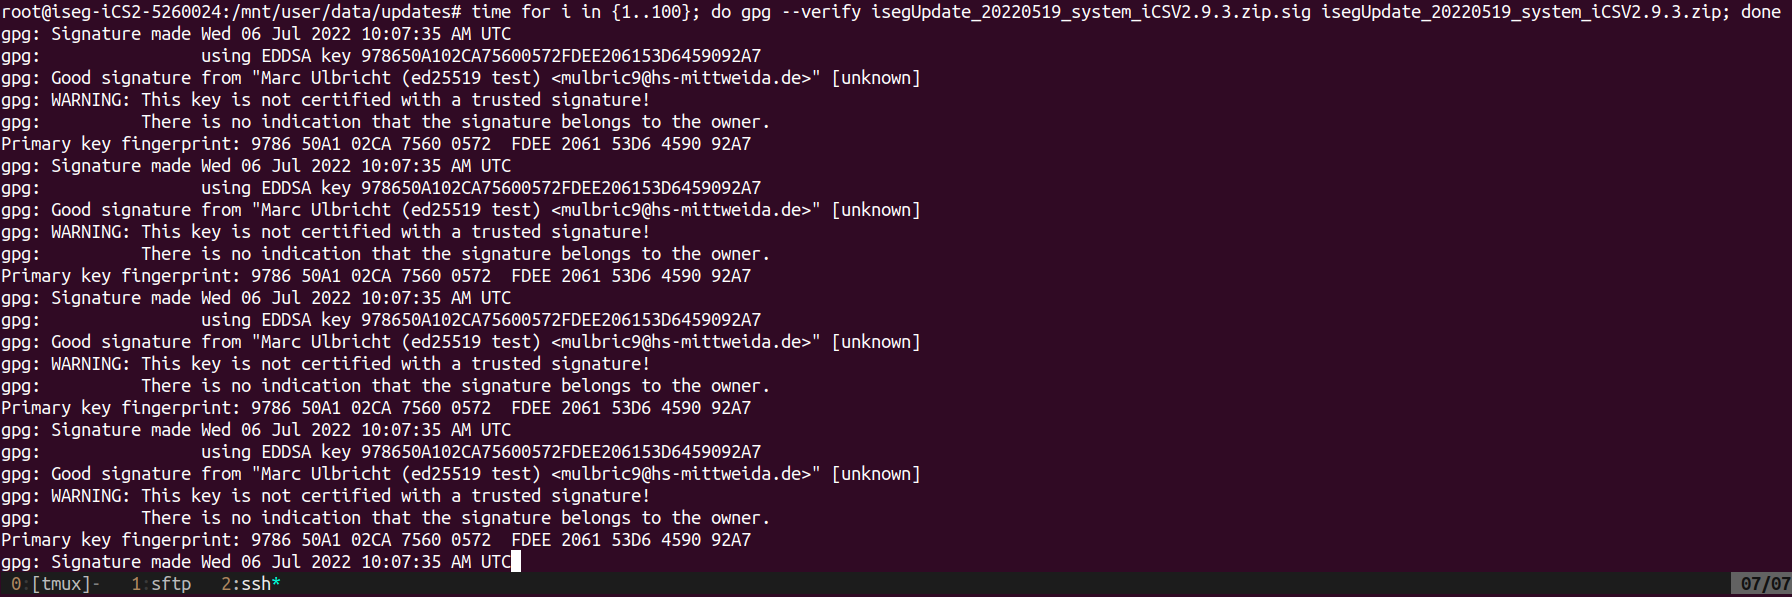 root@iseg-iCS2-5260024:/mnt/user/data/updates# time for i in {1..100}; do gpg --verify isegUpdate_20220519_system_iCSV2.9.3.zip.sig isegUpdate_20220519_system_iCSV2.9.3.zip; done
gpg: Signature made Wed 06 Jul 2022 10:07:35 AM UTC
gpg:                using EDDSA key 978650A102CA75600572FDEE206153D6459092A7
gpg: Good signature from "Marc Ulbricht (ed25519 test) <mulbric9@hs-mittweida.de>" [unknown]
gpg: WARNING: This key is not certified with a trusted signature!
gpg:          There is no indication that the signature belongs to the owner.
Primary key fingerprint: 9786 50A1 02CA 7560 0572  FDEE 2061 53D6 4590 92A7
gpg: Signature made Wed 06 Jul 2022 10:07:35 AM UTC
gpg:                using EDDSA key 978650A102CA75600572FDEE206153D6459092A7
gpg: Good signature from "Marc Ulbricht (ed25519 test) <mulbric9@hs-mittweida.de>" [unknown]
gpg: WARNING: This key is not certified with a trusted signature!
gpg:          There is no indication that the signature belongs to the owner.
Primary key fingerprint: 9786 50A1 02CA 7560 0572  FDEE 2061 53D6 4590 92A7
gpg: Signature made Wed 06 Jul 2022 10:07:35 AM UTC
gpg:                using EDDSA key 978650A102CA75600572FDEE206153D6459092A7
gpg: Good signature from "Marc Ulbricht (ed25519 test) <mulbric9@hs-mittweida.de>" [unknown]
gpg: WARNING: This key is not certified with a trusted signature!
gpg:          There is no indication that the signature belongs to the owner.
Primary key fingerprint: 9786 50A1 02CA 7560 0572  FDEE 2061 53D6 4590 92A7
gpg: Signature made Wed 06 Jul 2022 10:07:35 AM UTC
gpg:                using EDDSA key 978650A102CA75600572FDEE206153D6459092A7
gpg: Good signature from "Marc Ulbricht (ed25519 test) <mulbric9@hs-mittweida.de>" [unknown]
gpg: WARNING: This key is not certified with a trusted signature!
gpg:          There is no indication that the signature belongs to the owner.
Primary key fingerprint: 9786 50A1 02CA 7560 0572  FDEE 2061 53D6 4590 92A7
gpg: Signature made Wed 06 Jul 2022 10:07:35 AM UTC
0:[tmux]-   1:sftp   2:ssh*   07/07